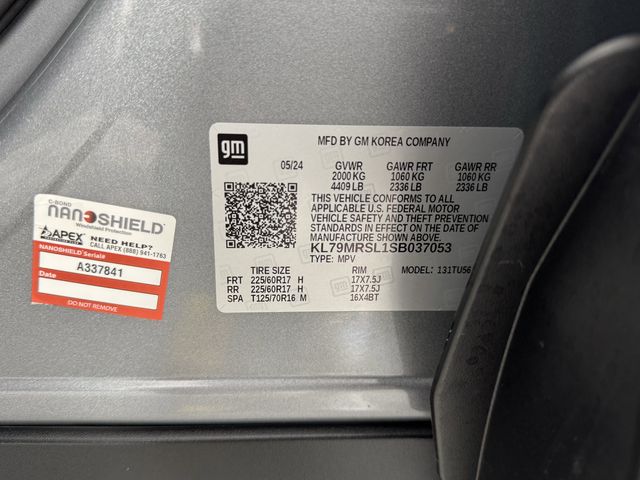 gm
MFD BY GM KOREA COMPANY
05/24 GVWR GAWR FRT GAWR RR
2000 KG 1060 KG 1060 KG
4409 LB 2336 LB 2336 LB
THIS VEHICLE CONFORMS TO ALL
APPLICABLE U.S. FEDERAL MOTOR
VEHICLE SAFETY AND THEFT PREVENTION
STANDARDS IN EFFECT ON THE DATE OF
MANUFACTURE SHOWN ABOVE.
KL79MRSL1SB037053
TYPE: MPV MODEL: 131TU56
TIRE SIZE RIM
FRT 225/60R17 H 17X7.5J
RR 225/60R17 H 17X7.5J
SPA T125/70R16 M 16X4BT
C-BOND
NANOSHIELD
Windshield Protection
APEX NEED HELP?
CALL APEX (888) 941-1763
NANOSHIELD Serial#
A337841
Date
DO NOT REMOVE